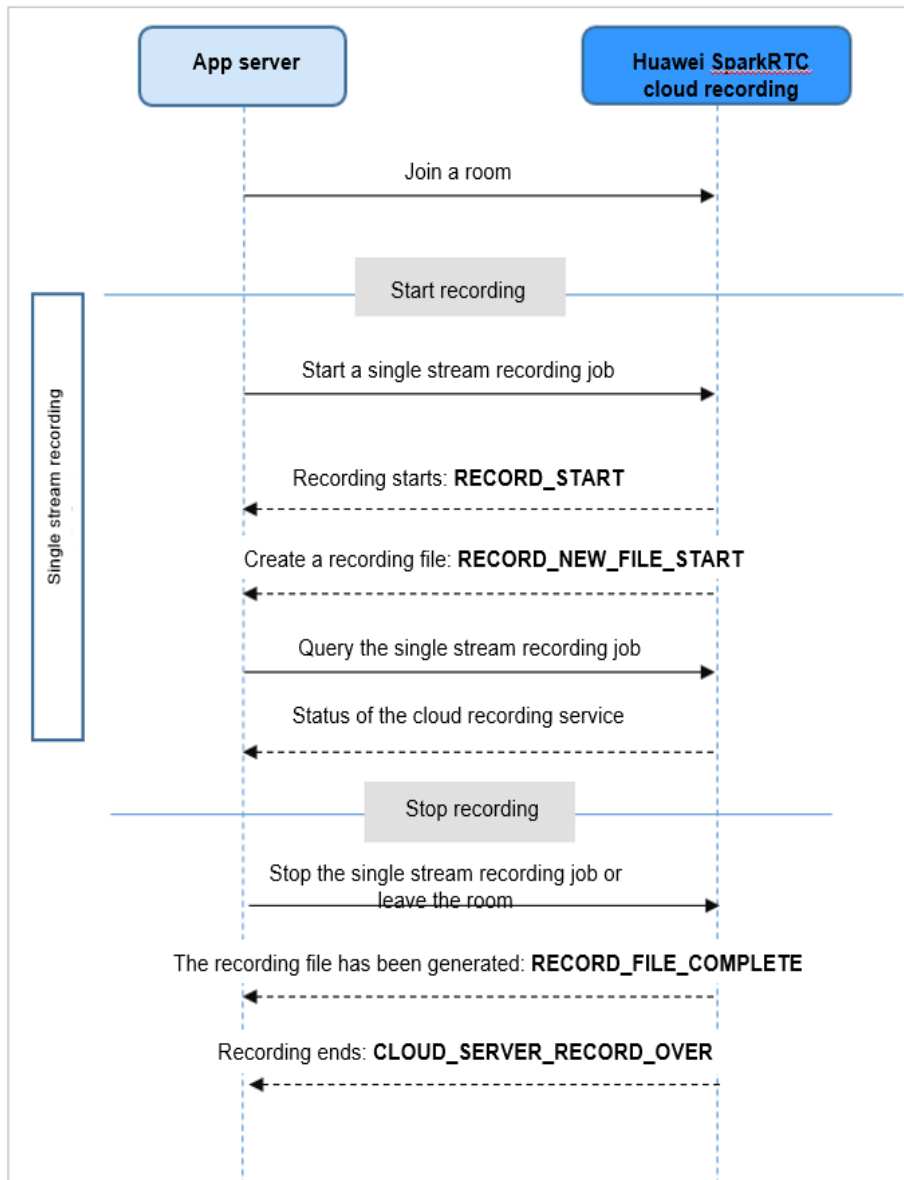 App server
Huawei SparkRTC
cloud recording
Join a room
Start recording
Single stream recording
Start a single stream recording job
Recording starts: RECORD_START
Create a recording file: RECORD_NEW_FILE_START
Query the single stream recording job
Status of the cloud recording service
Stop recording
Stop the single stream recording job or
leave the room
The recording file has been generated: RECORD_FILE_COMPLETE
Recording ends: CLOUD_SERVER_RECORD_OVER